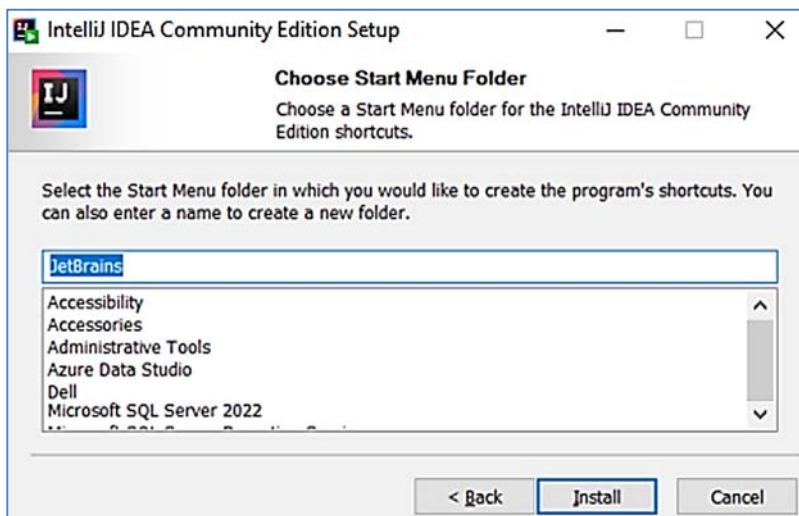 IntelliJ IDEA Community Edition Setup
IJ
Choose Start Menu Folder
Choose a Start Menu folder for the IntelliJ IDEA Community
Edition shortcuts.
Select the Start Menu folder in which you would like to create the program's shortcuts. You
can also enter a name to create a new folder.
JetBrains
Accessibility
Accessories
Administrative Tools
Azure Data Studio
Dell
Microsoft SQL Server 2022
< Back
Install
Cancel